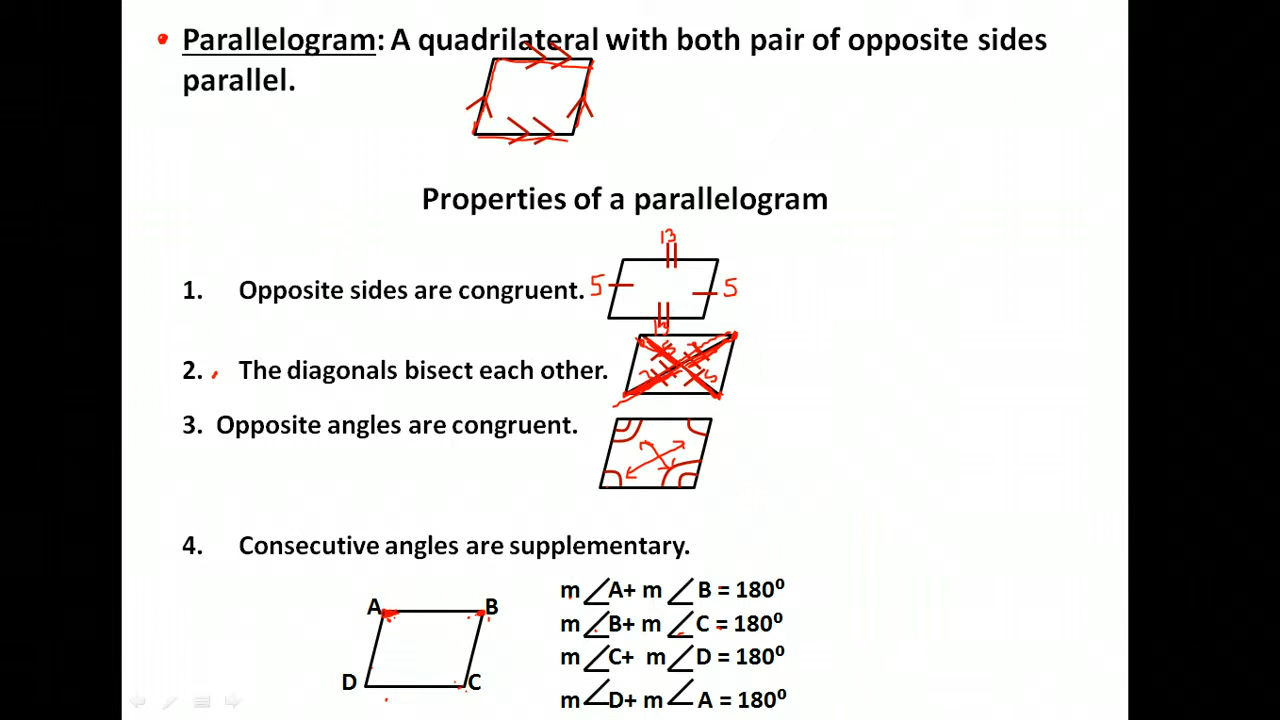 • Parallelogram: A quadrilateral with both pair of opposite sides
parallel.
Properties of a parallelogram
13
1. Opposite sides are congruent. 5 5
13
2. The diagonals bisect each other.
3. Opposite angles are congruent.
4. Consecutive angles are supplementary.
A B
D C
m∠A+ m∠B = 180⁰
m∠B+ m∠C = 180⁰
m∠C+ m∠D = 180⁰
m∠D+ m∠A = 180⁰